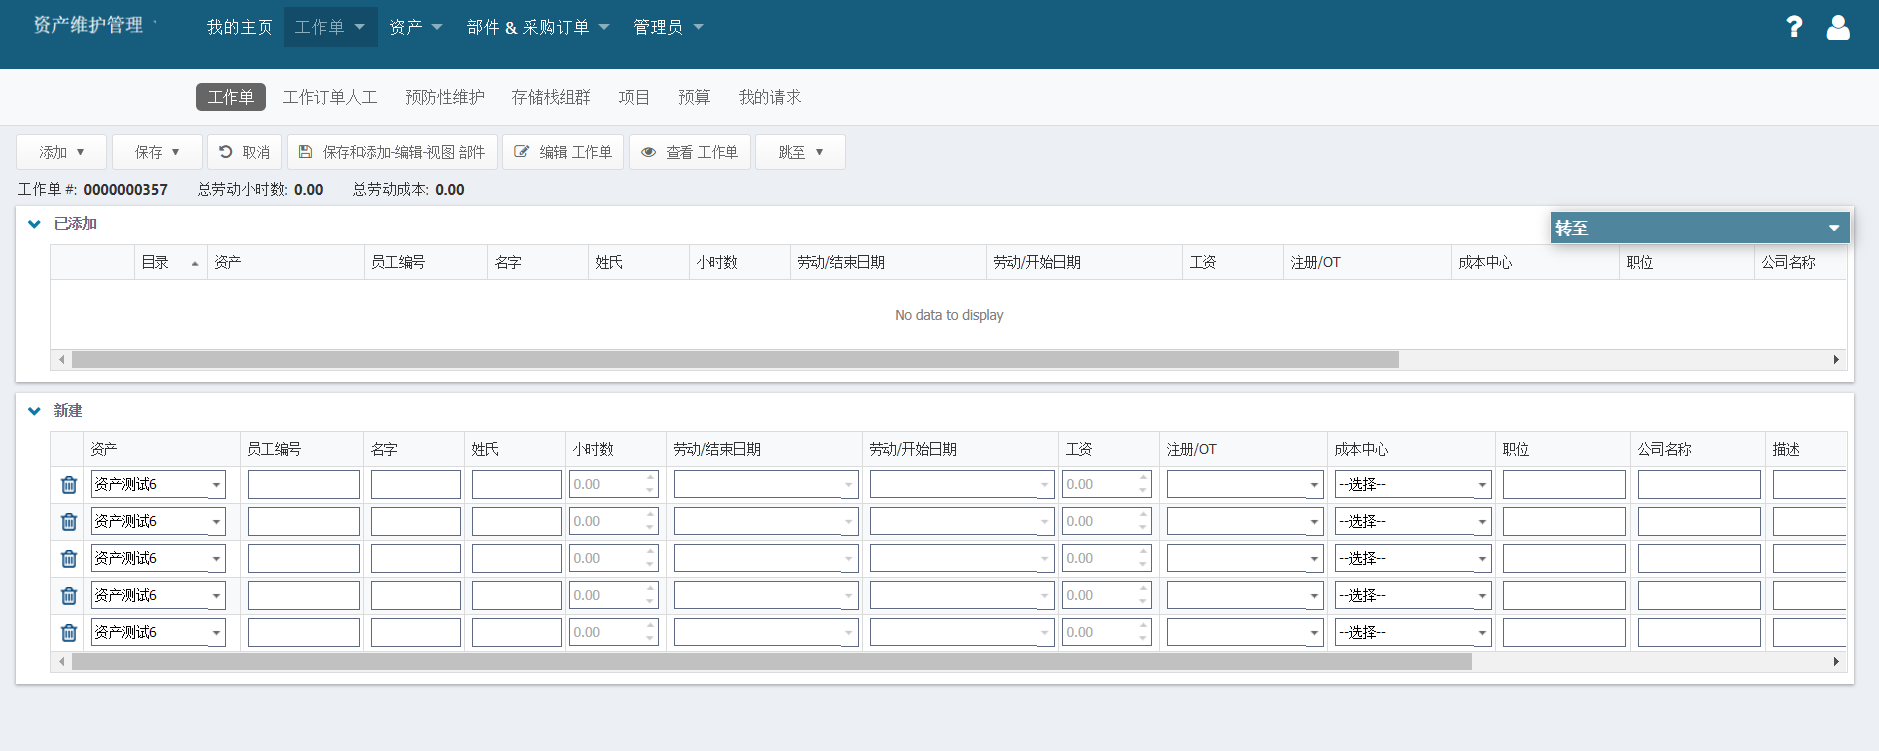 资产维护管理 我的主页 工作单 资产 部件 & 采购订单 管理员 ?
工作单 工作订单人工 预防性维护 存储栈组群 项目 预算 我的请求
添加 保存 取消 保存和添加-编辑-视图 部件 编辑 工作单 查看 工作单 跳至
工作单 #: 0000000357 总劳动小时数: 0.00 总劳动成本: 0.00
已添加 转至
目录 资产 员工编号 名字 姓氏 小时数 劳动/结束日期 劳动/开始日期 工资 注册/OT 成本中心 职位 公司名称
No data to display
新建
资产 员工编号 名字 姓氏 小时数 劳动/结束日期 劳动/开始日期 工资 注册/OT 成本中心 职位 公司名称 描述
资产测试6 0.00 0.00 --选择--
资产测试6 0.00 0.00 --选择--
资产测试6 0.00 0.00 --选择--
资产测试6 0.00 0.00 --选择--
资产测试6 0.00 0.00 --选择--